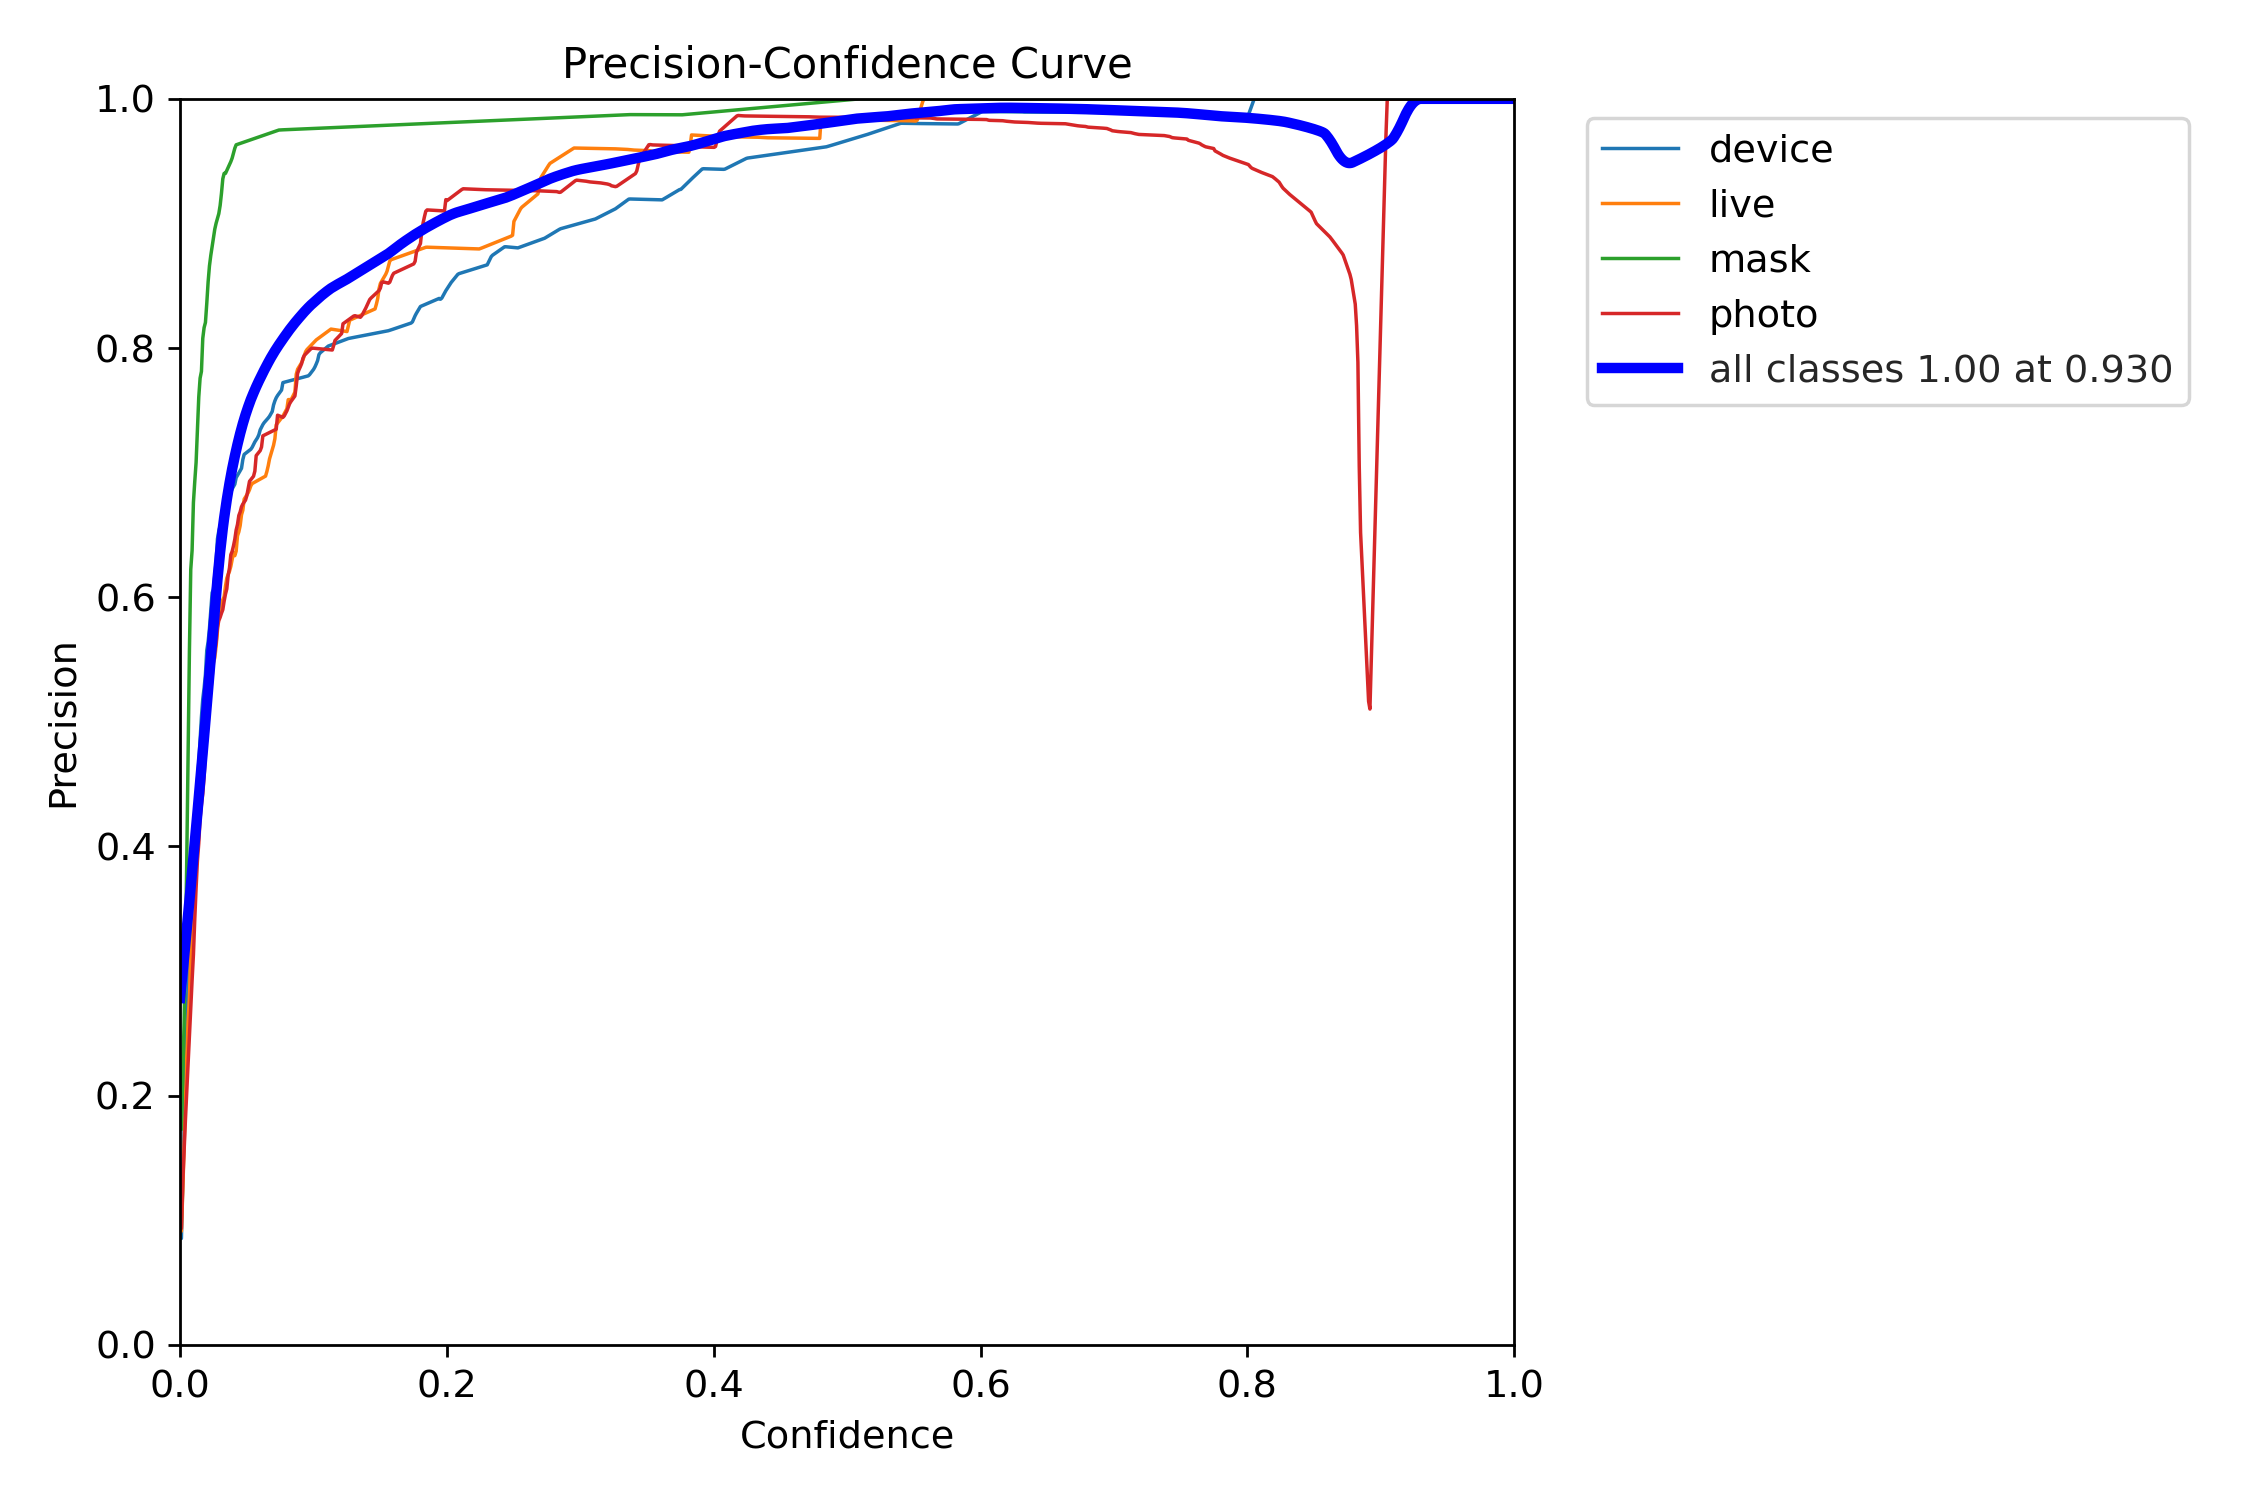 Precision-Confidence Curve
1.0
0.8
0.6
0.4
0.2
0.0
Precision
0.0 0.2 0.4 0.6 0.8 1.0
Confidence
device
live
mask
photo
all classes 1.00 at 0.930